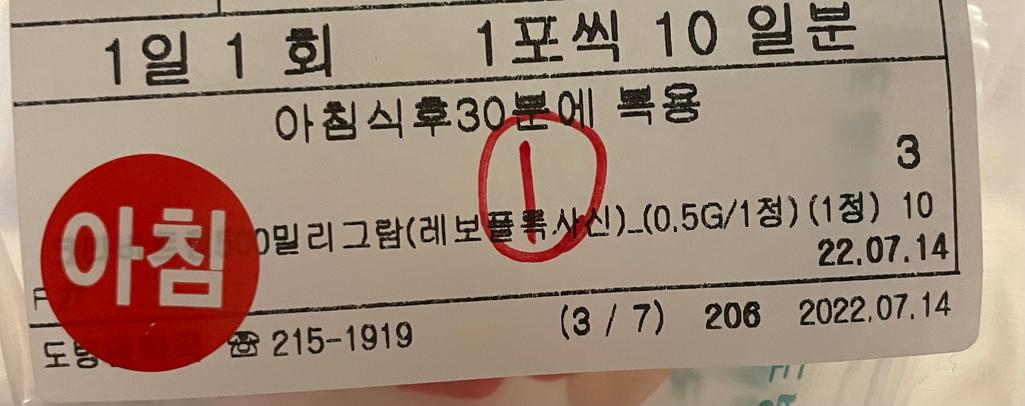 1일 1 회 1포씩 10 일분
아침식후30분에 복용
1
3
아침
0밀리그람(레보플록사신)_(0.5G/1정) (1정) 10
22.07.14
☎ 215-1919 (3 / 7) 206 2022.07.14